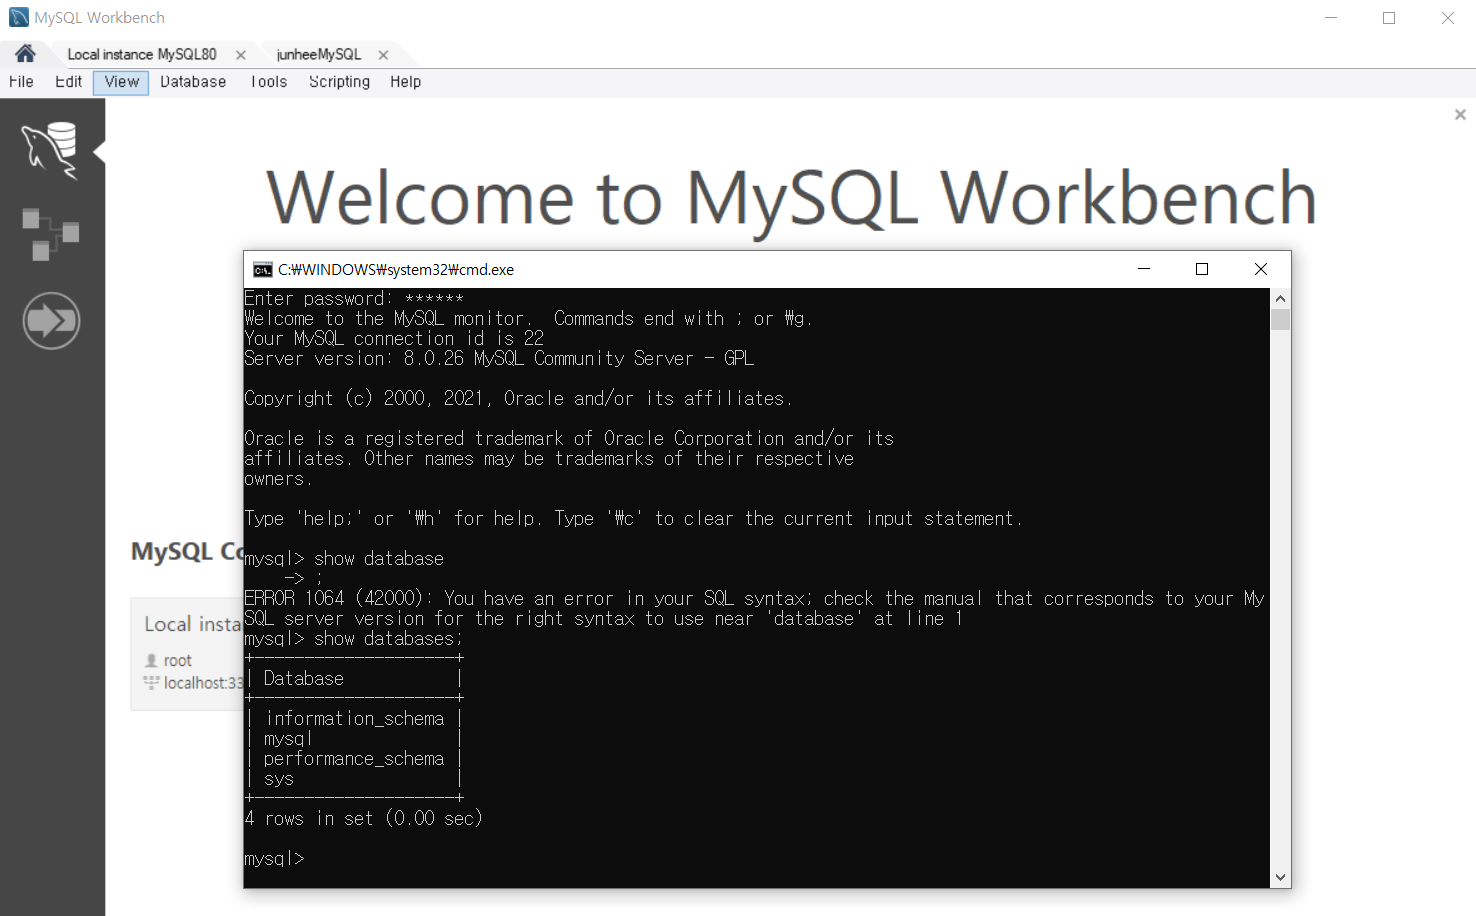 MySQL Workbench
Local instance MySQL80
junheeMySQL
File Edit View Database Tools Scripting Help
Welcome to MySQL Workbench
C:₩WINDOWS₩system32₩cmd.exe
Enter password: ******
Welcome to the MySQL monitor.  Commands end with ; or ₩g.
Your MySQL connection id is 22
Server version: 8.0.26 MySQL Community Server - GPL
Copyright (c) 2000, 2021, Oracle and/or its affiliates.
Oracle is a registered trademark of Oracle Corporation and/or its
affiliates. Other names may be trademarks of their respective
owners.
Type 'help;' or '₩h' for help. Type '₩c' to clear the current input statement.
mysql> show database
    -> ;
ERROR 1064 (42000): You have an error in your SQL syntax; check the manual that corresponds to your My
SQL server version for the right syntax to use near 'database' at line 1
mysql> show databases;
+--------------------+
| Database           |
+--------------------+
| information_schema |
| mysql              |
| performance_schema |
| sys                |
+--------------------+
4 rows in set (0.00 sec)
mysql>
MySQL Co
Local insta
root
localhost:33